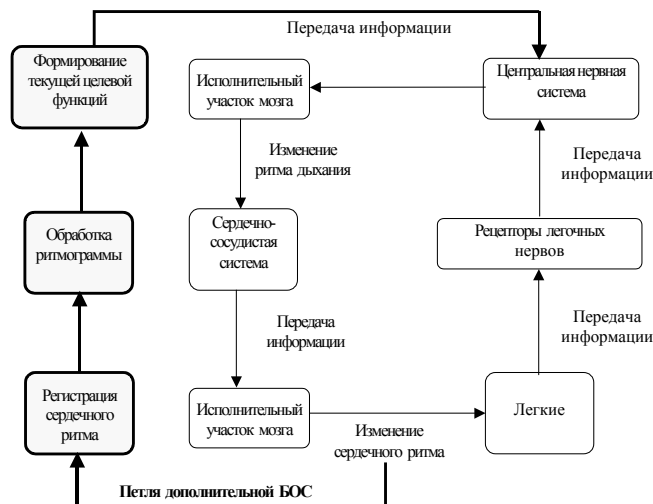 Передача информации
Формирование
текущей целевой
функций
Исполнительный
участок мозга
Центральная нервная
система
Изменение
ритма дыхания
Передача
информации
Обработка
ритмограммы
Сердечно-
сосудистая
система
Рецепторы легочных
нервов
Передача
информации
Передача
информации
Регистрация
сердечного
ритма
Исполнительный
участок мозга
Изменение
сердечного ритма
Легкие
Петля дополнительной БОС